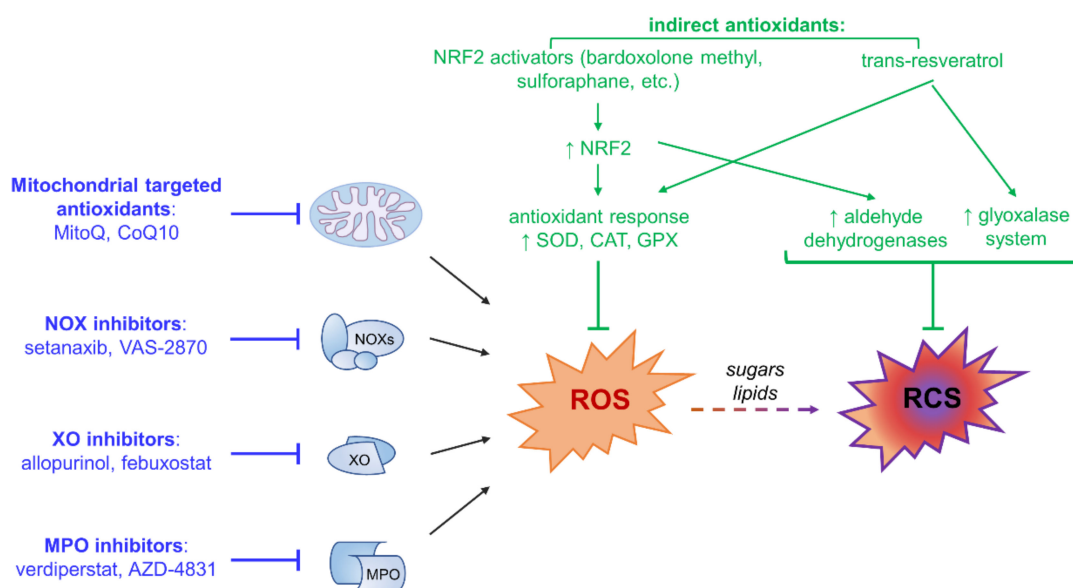 indirect antioxidants:
NRF2 activators (bardoxolone methyl,
sulforaphane, etc.)
trans-resveratrol
↑ NRF2
Mitochondrial targeted
antioxidants:
MitoQ, CoQ10
antioxidant response
↑ SOD, CAT, GPX
↑ aldehyde
dehydrogenases
↑ glyoxalase
system
NOX inhibitors:
setanaxib, VAS-2870
NOXs
ROS
sugars
lipids
RCS
XO inhibitors:
allopurinol, febuxostat
XO
MPO inhibitors:
verdiperstat, AZD-4831
MPO